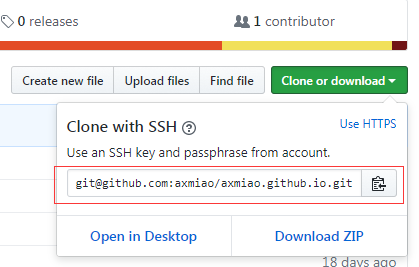 0 releases
1 contributor
Create new file
Upload files
Find file
Clone or download
Clone with SSH
Use HTTPS
Use an SSH key and passphrase from account.
git@github.com:axmiao/axmiao.github.io.git
Open in Desktop
Download ZIP
18 days ago